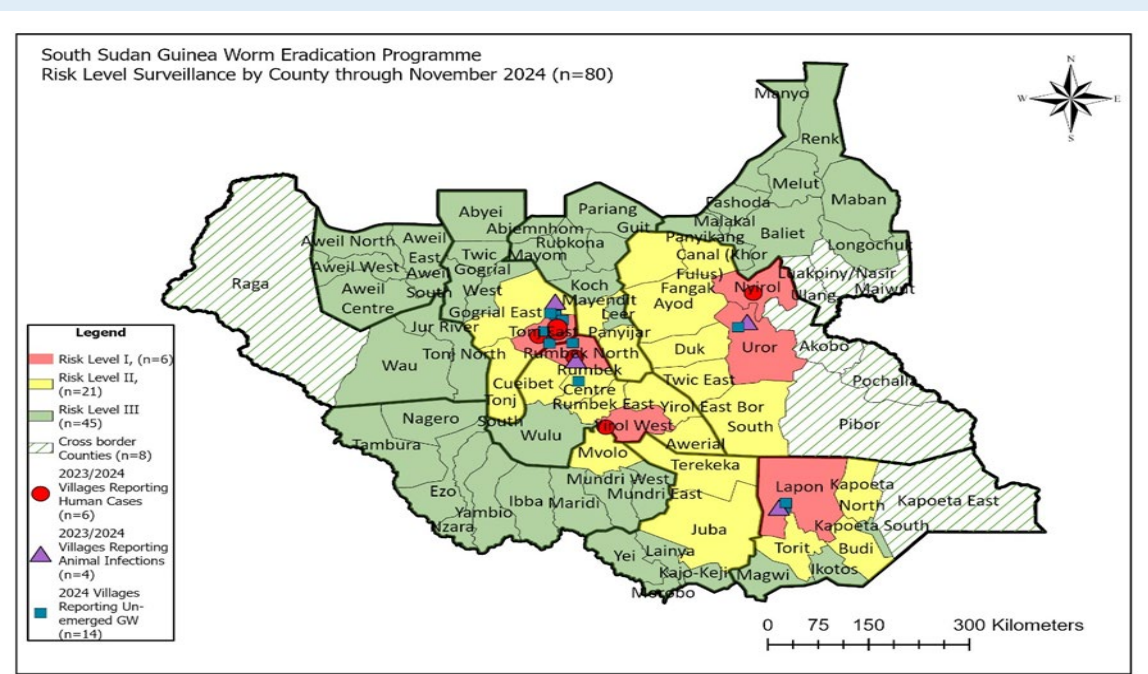 South Sudan Guinea Worm Eradication Programme
Risk Level Surveillance by County through November 2024 (n=80)
N
W
E
S
Manyo
Renk
Melut
Maban
Fashoda
Malakal
Panyikang
Baliet
Longochuk
Abyei
Pariang
Abiemnhom
Guit
Rubkona
Mayom
Twic
Aweil North
Aweil
East
Aweil West
Aweil
South
Aweil
Centre
Raga
Gogrial
West
Canal (Khor
Fulus)
Luakpiny/Nasir
Maiwut
Ulang
Nyirol
Fangak
Ayod
Koch
Mayendit
Leer
Gogrial East
Panyijar
Jur River
Tonj East
Tonj North
Rumbek North
Wau
Duk
Uror
Akobo
Pochalla
Rumbek
Centre
Twic East
Cueibet
Tonj
South
Rumbek East
Yirol East
Bor
South
Pibor
Yirol West
Awerial
Nagero
Wulu
Tambura
Mvolo
Terekeka
Mundri West
Mundri East
Lapon
Kapoeta
North
Kapoeta East
Ezo
Yambio
Nzara
Ibba
Maridi
Kapoeta South
Juba
Torit
Budi
Yei
Lainya
Ikotos
Kajo-Keji
Magwi
Morobo
Legend
Risk Level I, (n=6)
Risk Level II,
(n=21)
Risk Level III
(n=45)
Cross border
Counties (n=8)
2023/2024
Villages Reporting
Human Cases
(n=6)
2023/2024
Villages Reporting
Animal Infections
(n=4)
2024 Villages
Reporting Un-
emerged GW
(n=14)
0 75 150 300 Kilometers